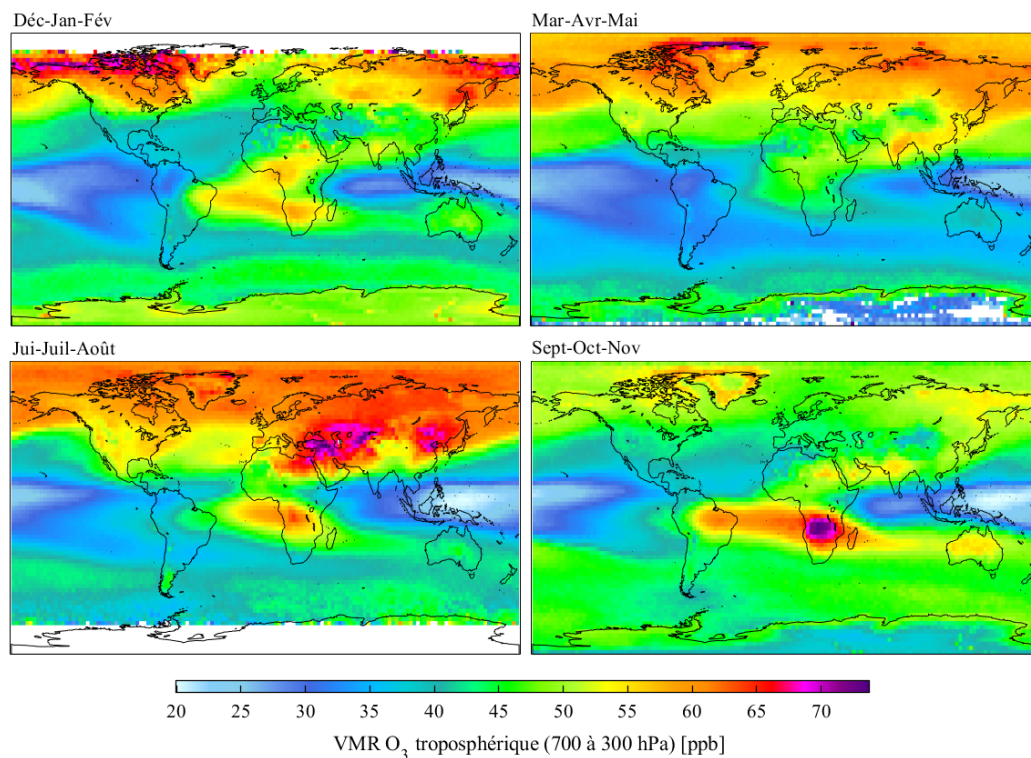 Déc-Jan-Fév
Mar-Avr-Mai
Jui-Juil-Août
Sept-Oct-Nov
20 25 30 35 40 45 50 55 60 65 70
VMR O₃ troposphérique (700 à 300 hPa) [ppb]